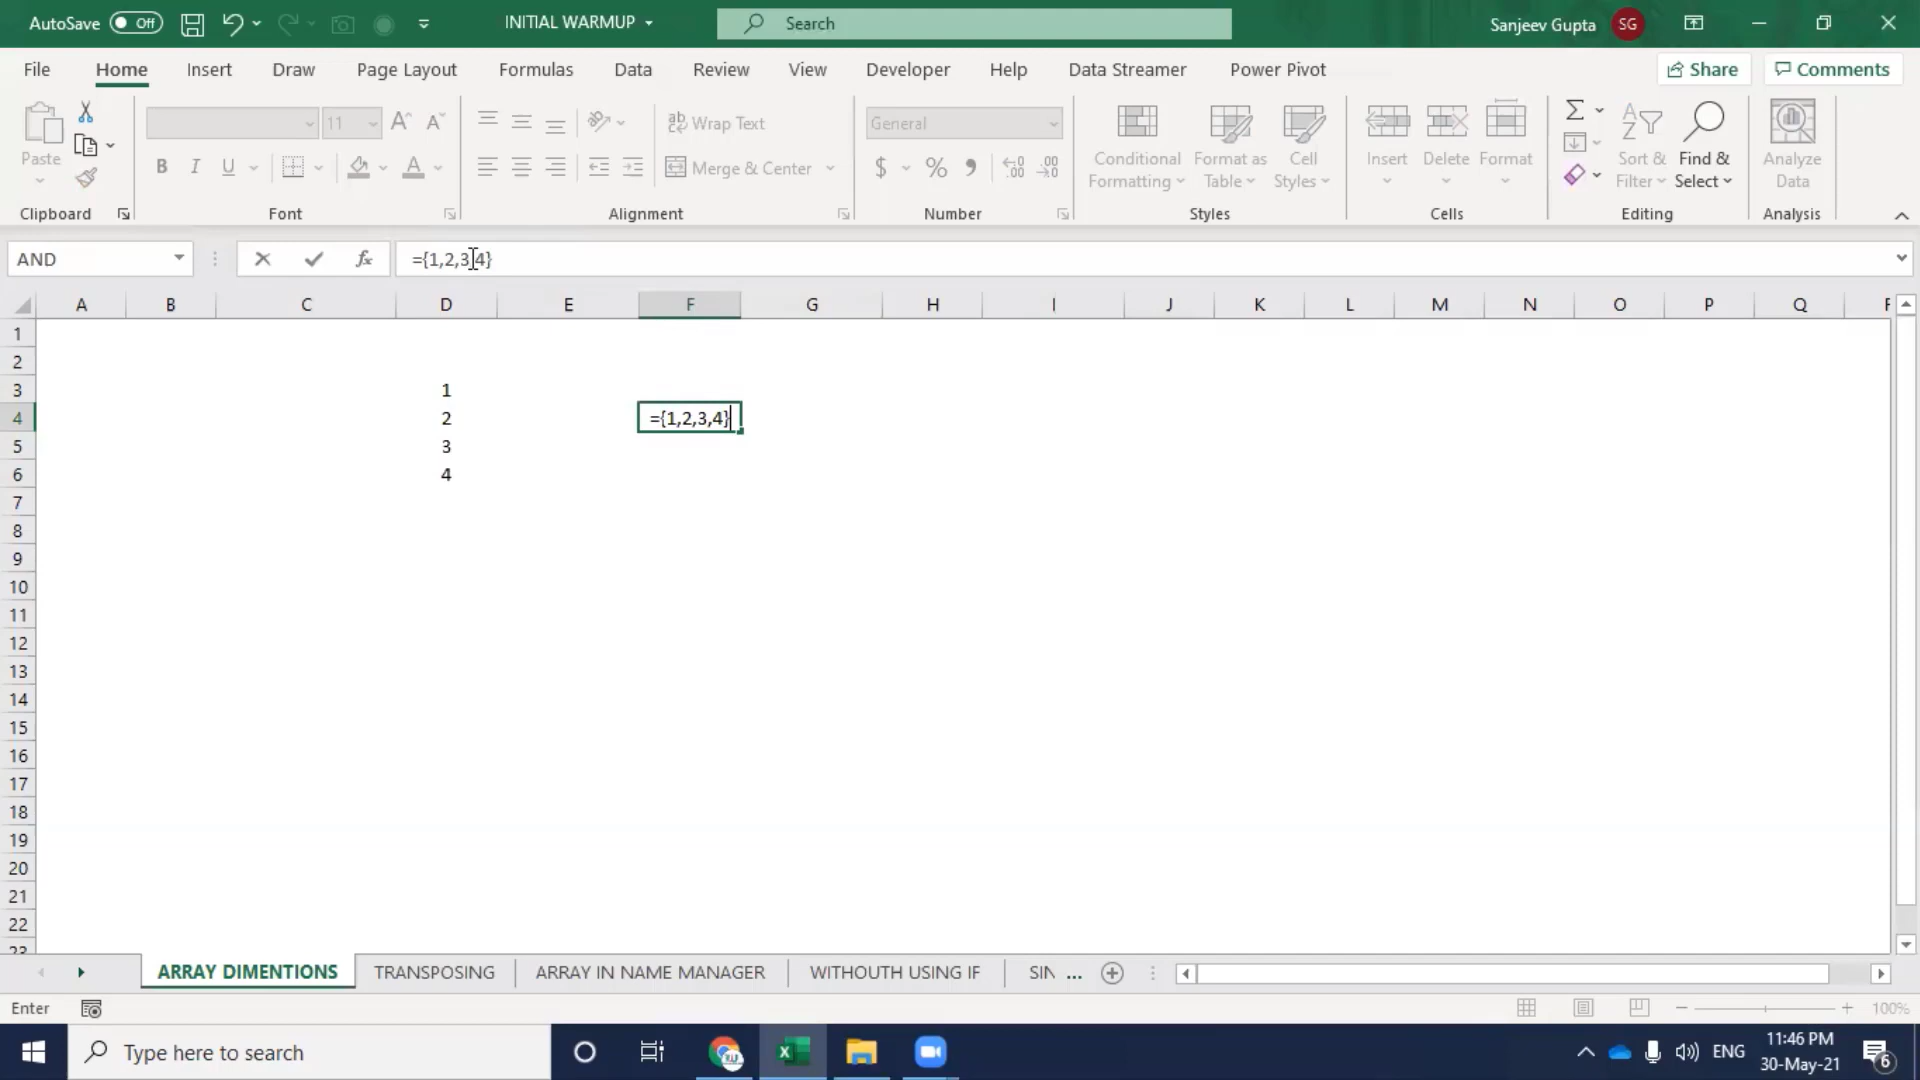 AutoSave Off INITIAL WARMUP Search Sanjeev Gupta SG
File Home Insert Draw Page Layout Formulas Data Review View Developer Help Data Streamer Power Pivot Share Comments
Paste 11 A^ A˅ ab Wrap Text General Conditional Formatting Format as Table Cell Styles Insert Delete Format Sort & Filter Find & Select Analyze Data
B I U A Merge & Center $ %
Clipboard Font Alignment Number Styles Cells Editing Analysis
AND fx ={1,2,3,4}
A B C D E F G H I J K L M N O P Q
1
2
3 1
4 2 ={1,2,3,4}
5 3
6 4
7
8
9
10
11
12
13
14
15
16
17
18
19
20
21
22
23
ARRAY DIMENTIONS TRANSPOSING ARRAY IN NAME MANAGER WITHOUTH USING IF SIN ...
Enter 100%
Type here to search ENG 11:46 PM
30-May-21 6